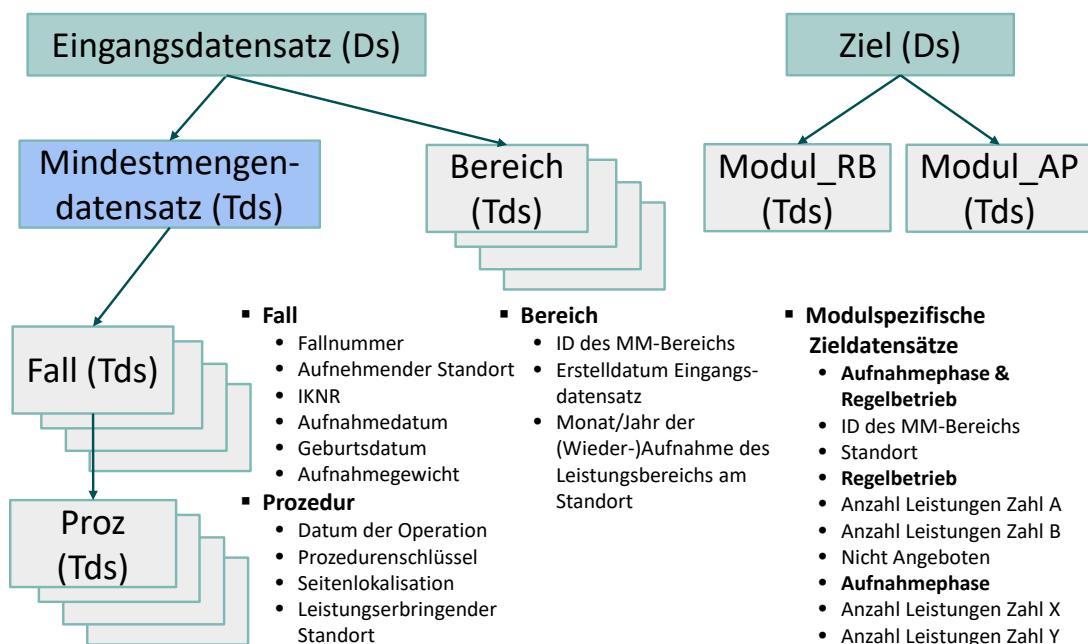 Eingangsdatensatz (Ds)
Ziel (Ds)
Mindestmengen-
datensatz (Tds)
Bereich
(Tds)
Modul_RB
(Tds)
Modul_AP
(Tds)
Fall (Tds)
Proz
(Tds)
▪ Fall
• Fallnummer
• Aufnehmender Standort
• IKNR
• Aufnahmedatum
• Geburtsdatum
• Aufnahmegewicht
▪ Prozedur
• Datum der Operation
• Prozedurenschlüssel
• Seitenlokalisation
• Leistungserbringender
Standort
▪ Bereich
• ID des MM-Bereichs
• Erstelldatum Eingangs-
datensatz
• Monat/Jahr der
(Wieder-)Aufnahme des
Leistungsbereichs am
Standort
▪ Modulspezifische
Zieldatensätze
• Aufnahmephase &
Regelbetrieb
• ID des MM-Bereichs
• Standort
• Regelbetrieb
• Anzahl Leistungen Zahl A
• Anzahl Leistungen Zahl B
• Nicht Angeboten
• Aufnahmephase
• Anzahl Leistungen Zahl X
• Anzahl Leistungen Zahl Y